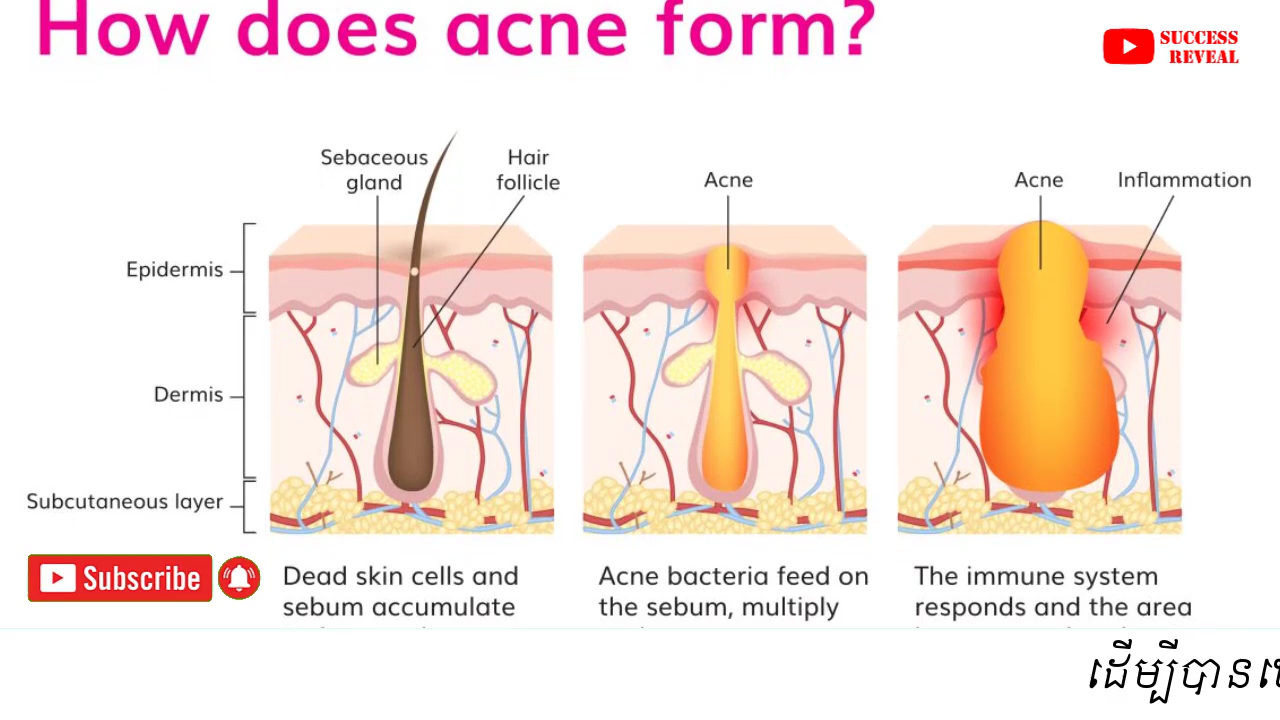 How does acne form?
SUCCESS
REVEAL
Sebaceous
gland
Hair
follicle
Acne
Acne
Inflammation
Epidermis
Dermis
Subcutaneous layer
Subscribe
Dead skin cells and
sebum accumulate
Acne bacteria feed on
the sebum, multiply
The immune system
responds and the area
ដើម្បីបាន